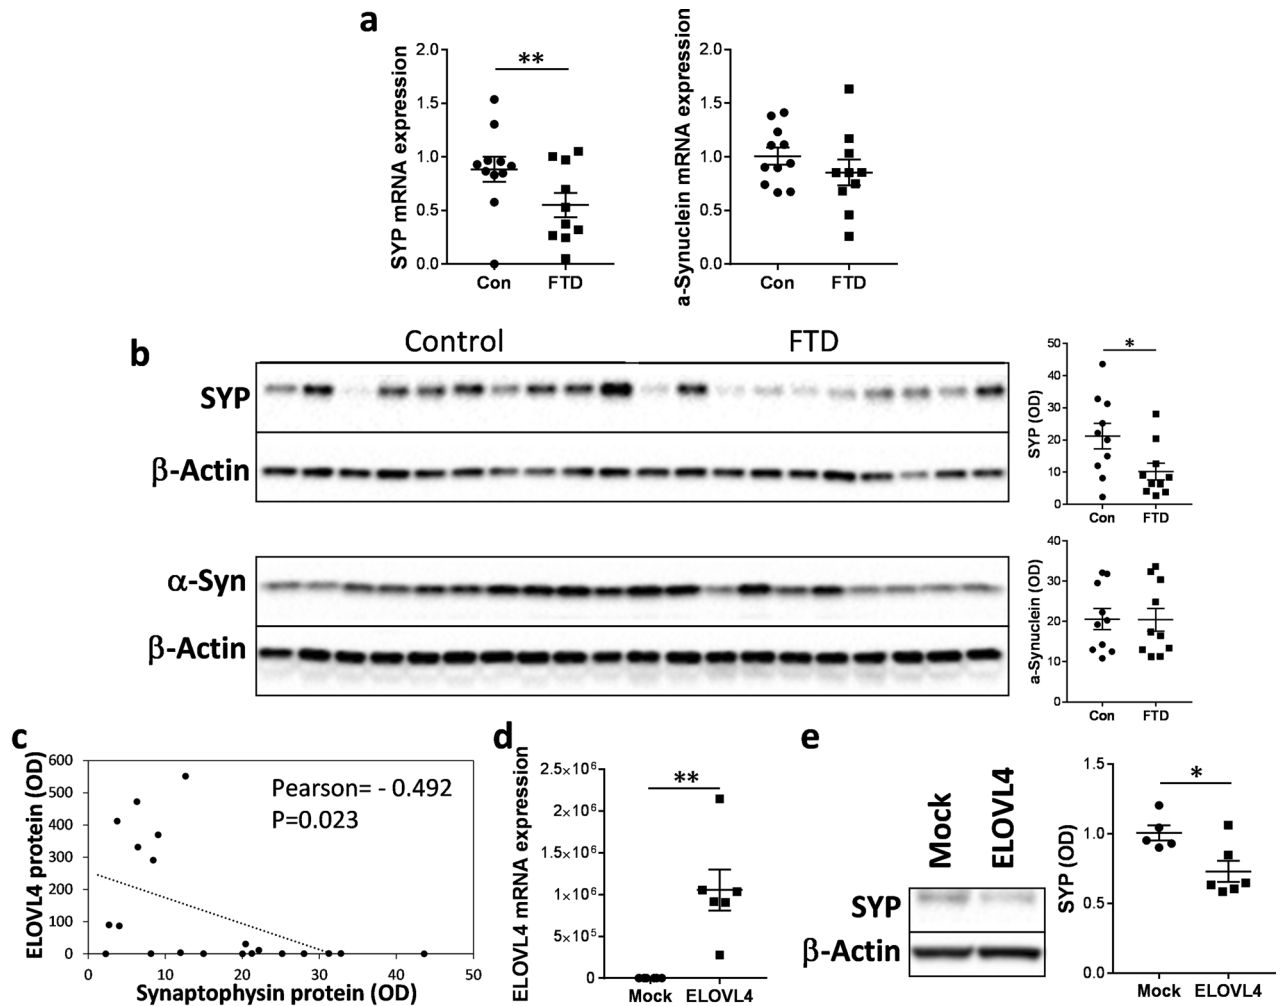 a
SYP mRNA expression
2.0
1.5
1.0
0.5
0.0
**
Con FTD
a-Synuclein mRNA expression
2.0
1.5
1.0
0.5
0.0
Con FTD
b
Control FTD
SYP
β-Actin
SYP (OD)
50
40
30
20
10
0
*
Con FTD
α-Syn
β-Actin
a-Synuclein (OD)
40
30
20
10
0
Con FTD
c
ELOVL4 protein (OD)
600
500
400
300
200
100
0
Pearson= - 0.492
P=0.023
0 10 20 30 40 50
Synaptophysin protein (OD)
d
ELOVL4 mRNA expression
2.5×10⁶
2.0×10⁶
1.5×10⁶
1.0×10⁶
5.0×10⁵
0
**
Mock ELOVL4
e
Mock
ELOVL4
SYP
β-Actin
SYP (OD)
1.5
1.0
0.5
0.0
*
Mock ELOVL4